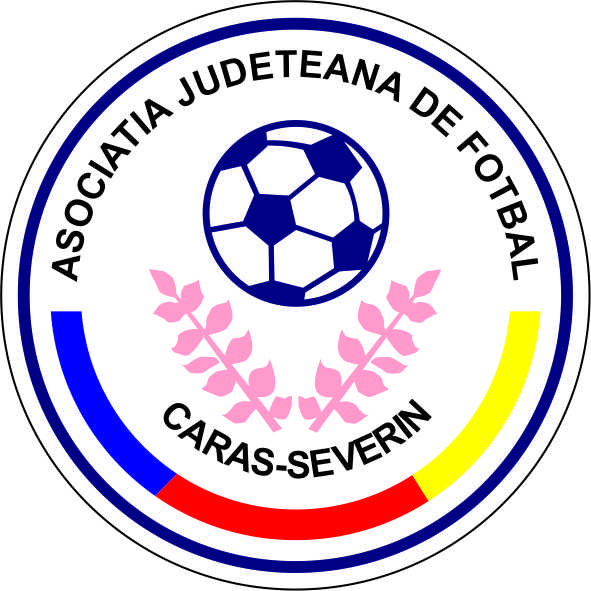 ASOCIATIA JUDETEANA DE FOTBAL
CARAS-SEVERIN